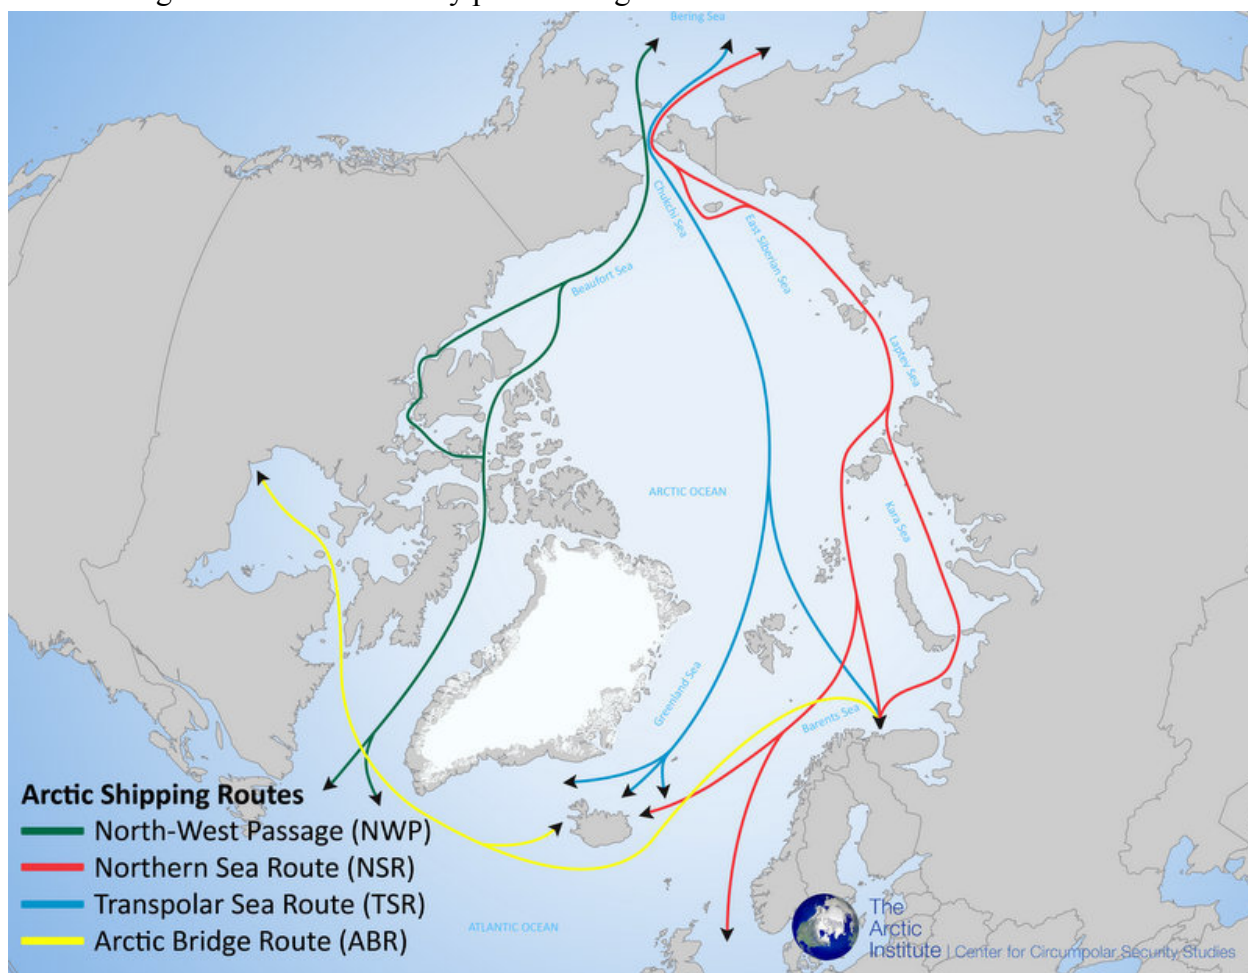 Bering Sea
Chukchi Sea
East Siberian Sea
Beaufort Sea
Laptev Sea
ARCTIC OCEAN
Kara Sea
Greenland Sea
Barents Sea
Arctic Shipping Routes
North-West Passage (NWP)
Northern Sea Route (NSR)
Transpolar Sea Route (TSR)
Arctic Bridge Route (ABR)
ATLANTIC OCEAN
The
Arctic
Institute | Center for Circumpolar Security Studies